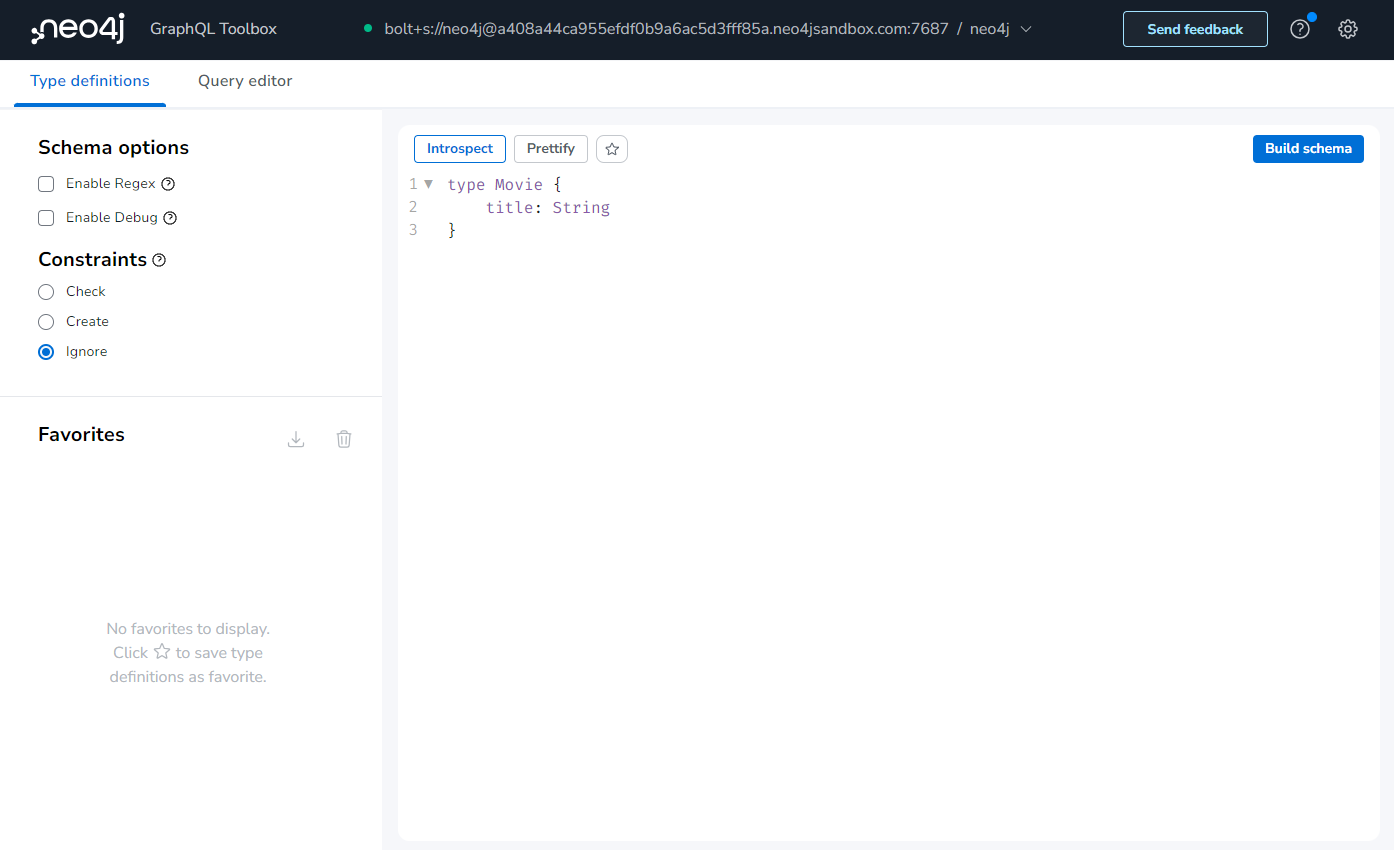 neo4j GraphQL Toolbox bolt+s://neo4j@a408a44ca955efdf0b9a6ac5d3fff85a.neo4jsandbox.com:7687 / neo4j Send feedback
Type definitions Query editor
Schema options
Enable Regex
Enable Debug
Constraints
Check
Create
Ignore
Favorites
No favorites to display.
Click to save type
definitions as favorite.
Introspect Prettify Build schema
1 type Movie {
2 title: String
3 }